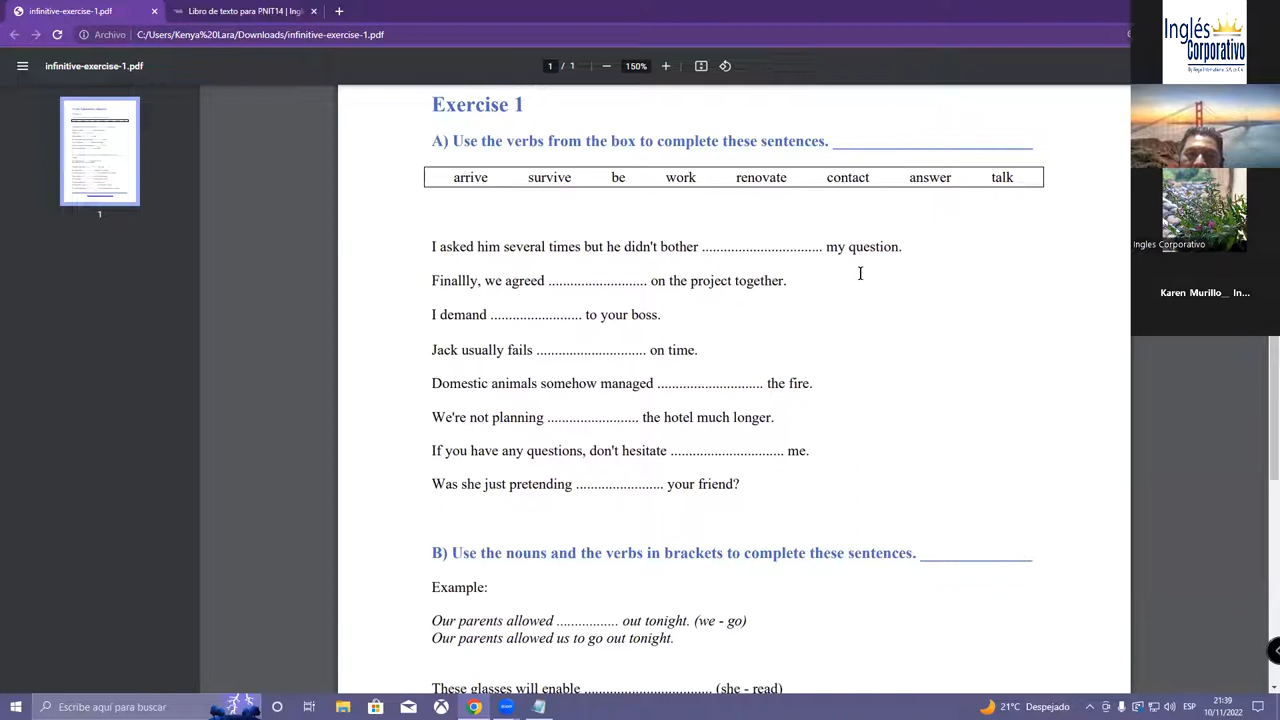 infinitive-exercise-1.pdf
Libro de texto para PNIT14 | Ingl
Archivo
C:/Users/Kenya%20Lara/Downloads/infinitive-exercise-1.pdf
infinitive-exercise-1.pdf
1 / 1
150%
1
Exercise 1
A) Use the verbs from the box to complete these sentences. ____________________
arrive survive be work renovate contact answer talk
I asked him several times but he didn't bother ................................ my question.
Finallly, we agreed .......................... on the project together.
I demand ........................ to your boss.
Jack usually fails ............................. on time.
Domestic animals somehow managed ............................ the fire.
We're not planning ........................ the hotel much longer.
If you have any questions, don't hesitate .............................. me.
Was she just pretending ....................... your friend?
B) Use the nouns and the verbs in brackets to complete these sentences. ____________
Example:
Our parents allowed ................. out tonight. (we - go)
Our parents allowed us to go out tonight.
These glasses will enable .................................. (she - read)
Inglés
Corporativo
Ingles Corporativo
Karen Murillo__ In...
Escribe aquí para buscar
21°C Despejado
ESP
21:39
10/11/2022